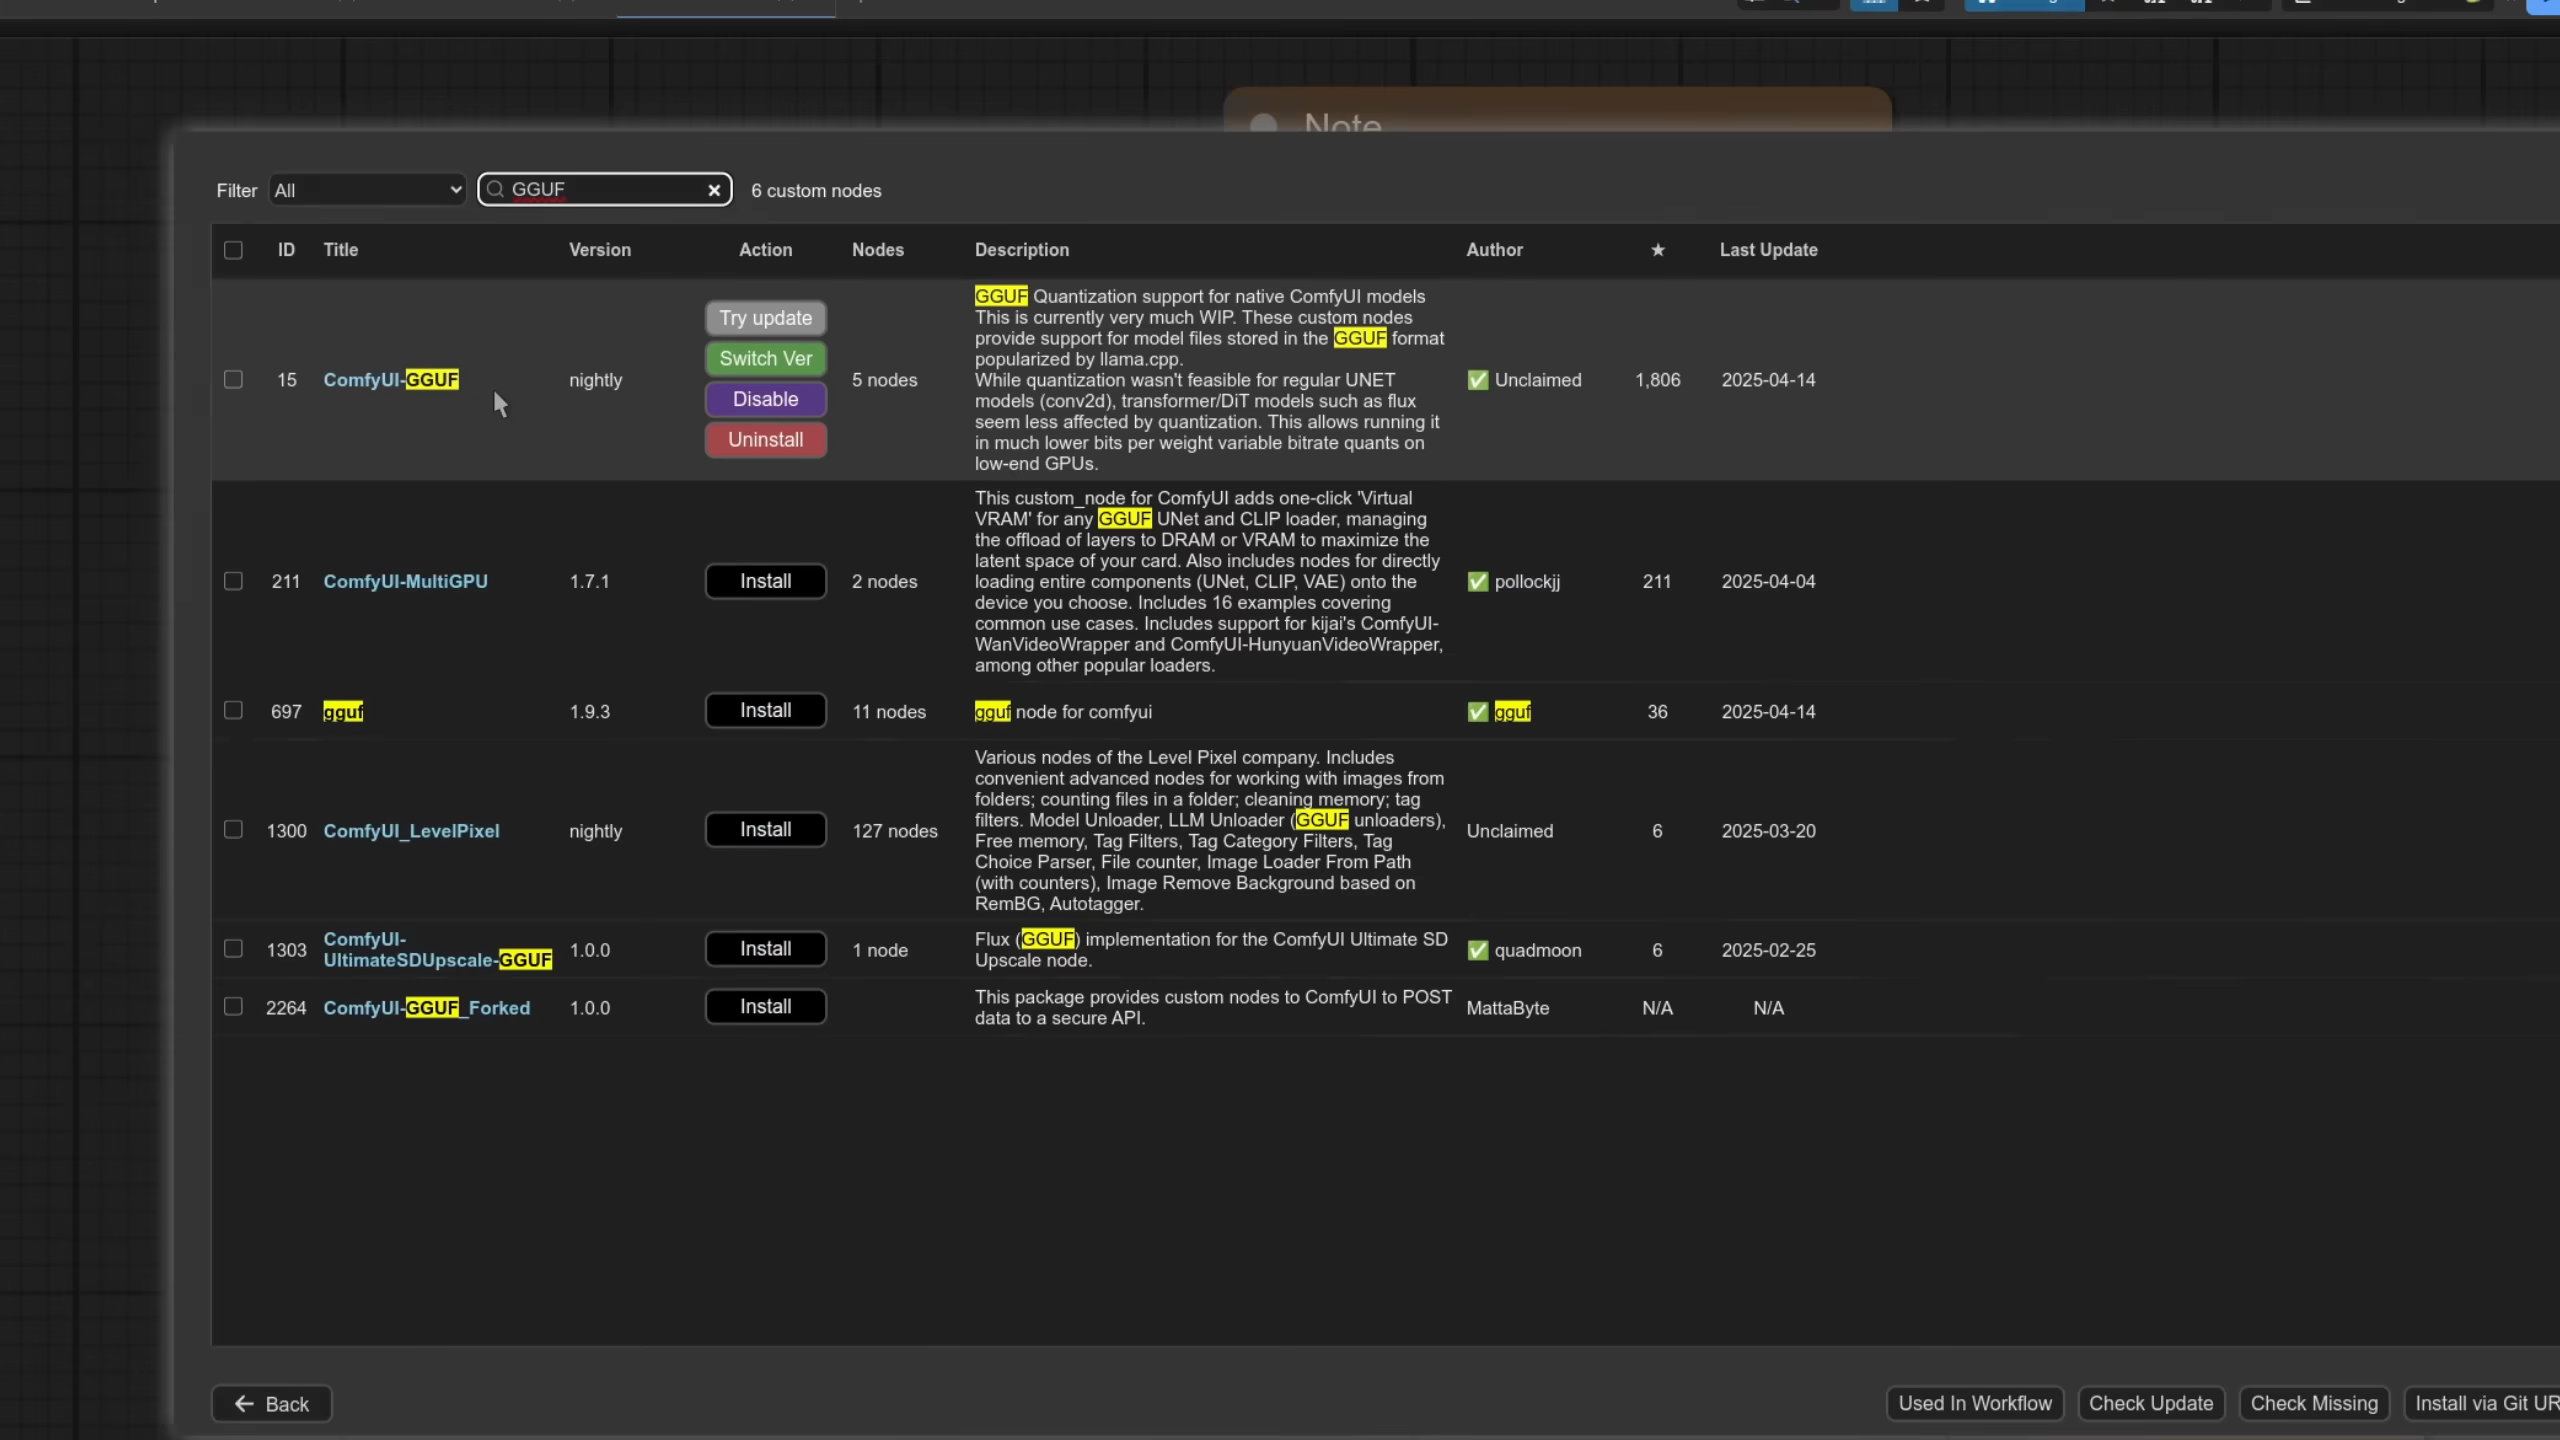 Note
Filter All GGUF 6 custom nodes
ID Title Version Action Nodes Description Author ★ Last Update
15 ComfyUI-GGUF nightly
Try update
Switch Ver
Disable
Uninstall
5 nodes
GGUF Quantization support for native ComfyUI models
This is currently very much WIP. These custom nodes
provide support for model files stored in the GGUF format
popularized by llama.cpp.
While quantization wasn't feasible for regular UNET
models (conv2d), transformer/DiT models such as flux
seem less affected by quantization. This allows running it
in much lower bits per weight variable bitrate quants on
low-end GPUs.
✅ Unclaimed 1,806 2025-04-14
211 ComfyUI-MultiGPU 1.7.1 Install 2 nodes
This custom_node for ComfyUI adds one-click 'Virtual
VRAM' for any GGUF UNet and CLIP loader, managing
the offload of layers to DRAM or VRAM to maximize the
latent space of your card. Also includes nodes for directly
loading entire components (UNet, CLIP, VAE) onto the
device you choose. Includes 16 examples covering
common use cases. Includes support for kijai's ComfyUI-
WanVideoWrapper and ComfyUI-HunyuanVideoWrapper,
among other popular loaders.
✅ pollockjj 211 2025-04-04
697 gguf 1.9.3 Install 11 nodes gguf node for comfyui ✅ gguf 36 2025-04-14
1300 ComfyUI_LevelPixel nightly Install 127 nodes
Various nodes of the Level Pixel company. Includes
convenient advanced nodes for working with images from
folders; counting files in a folder; cleaning memory; tag
filters. Model Unloader, LLM Unloader (GGUF unloaders),
Free memory, Tag Filters, Tag Category Filters, Tag
Choice Parser, File counter, Image Loader From Path
(with counters), Image Remove Background based on
RemBG, Autotagger.
Unclaimed 6 2025-03-20
1303 ComfyUI-
UltimateSDUpscale-GGUF
1.0.0 Install 1 node
Flux (GGUF) implementation for the ComfyUI Ultimate SD
Upscale node.
✅ quadmoon 6 2025-02-25
2264 ComfyUI-GGUF_Forked 1.0.0 Install
This package provides custom nodes to ComfyUI to POST
data to a secure API.
MattaByte N/A N/A
Back Used In Workflow Check Update Check Missing Install via Git UR